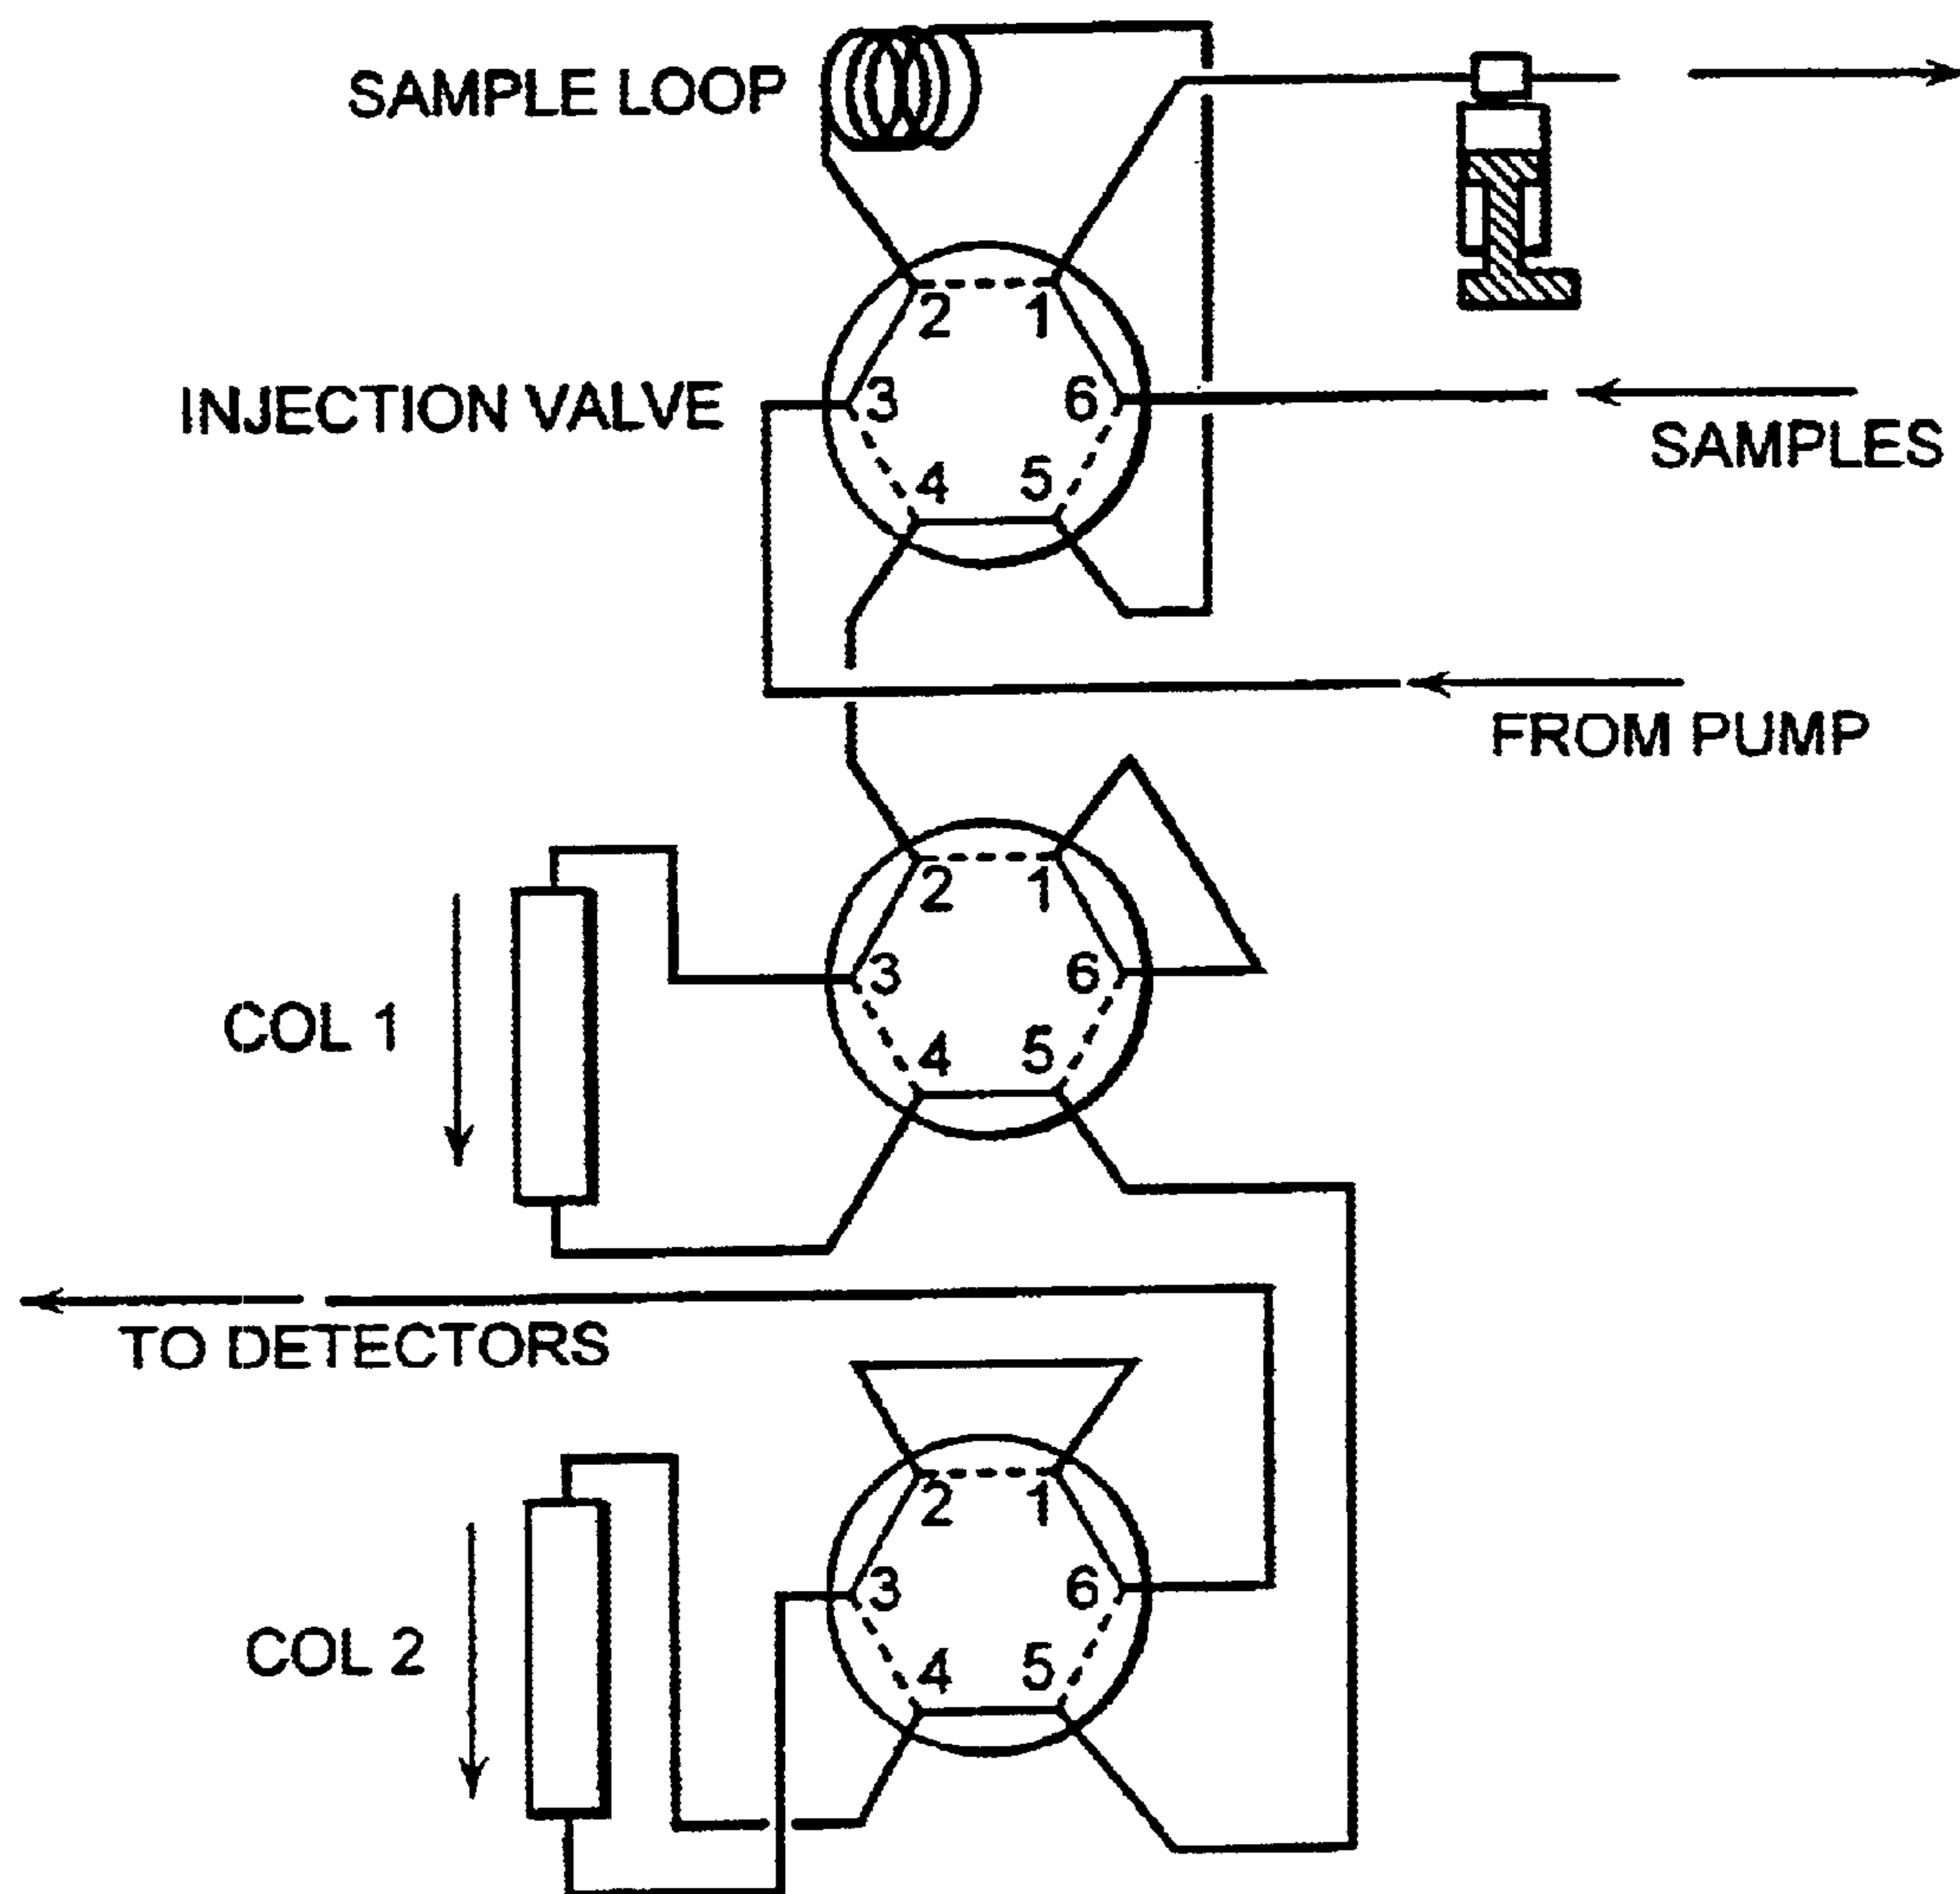 SAMPLE LOOP
2 1
INJECTION VALVE
3 6
SAMPLES
4 5
FROM PUMP
2 1
3 6
COL 1
4 5
TO DETECTORS
2 1
3 6
COL 2
4 5